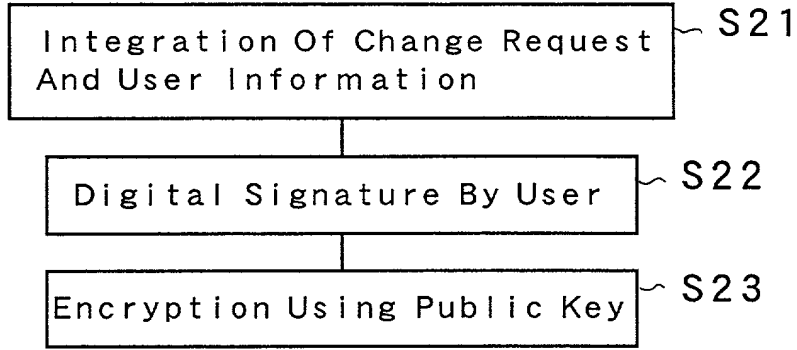 Integration Of Change Request
And User Information
S21
Digital Signature By User
S22
Encryption Using Public Key
S23